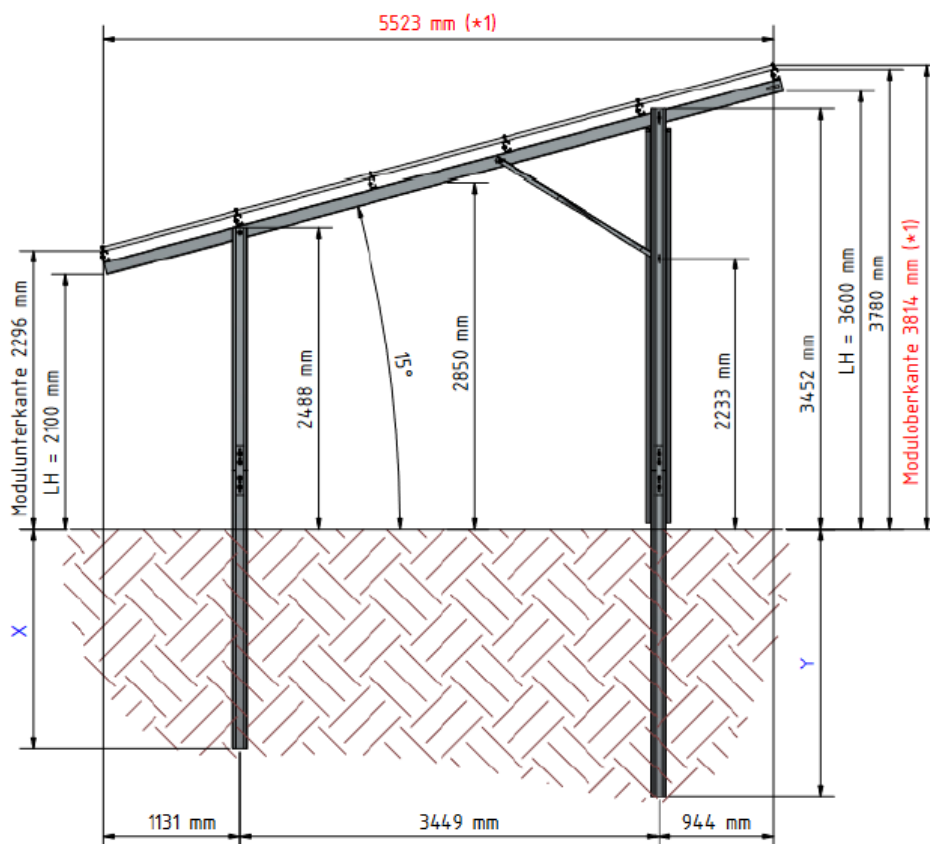 5523 mm (*1)
Modulunterkante 2296 mm
LH = 2100 mm
2488 mm
15°
2850 mm
2233 mm
3452 mm
LH = 3600 mm
3780 mm
Moduloberkante 3814 mm (*1)
X
Y
1131 mm
3449 mm
944 mm